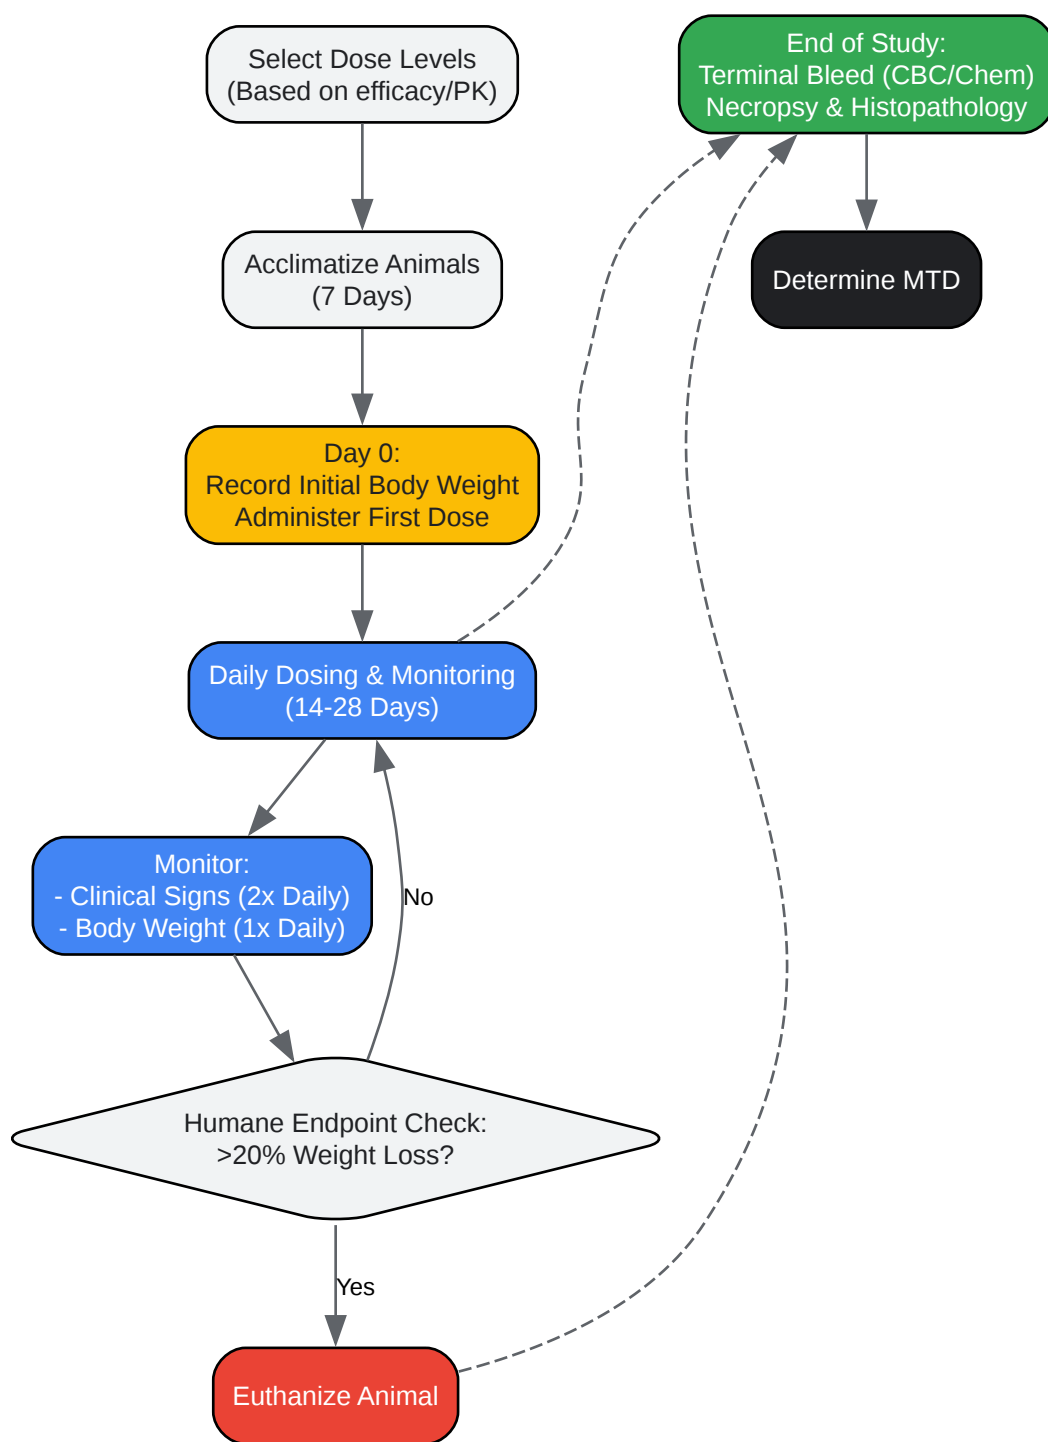 Select Dose Levels
(Based on efficacy/PK)
Acclimatize Animals
(7 Days)
Day 0:
Record Initial Body Weight
Administer First Dose
Daily Dosing & Monitoring
(14-28 Days)
Monitor:
- Clinical Signs (2x Daily)
- Body Weight (1x Daily)
No
Humane Endpoint Check:
>20% Weight Loss?
Yes
Euthanize Animal
End of Study:
Terminal Bleed (CBC/Chem)
Necropsy & Histopathology
Determine MTD